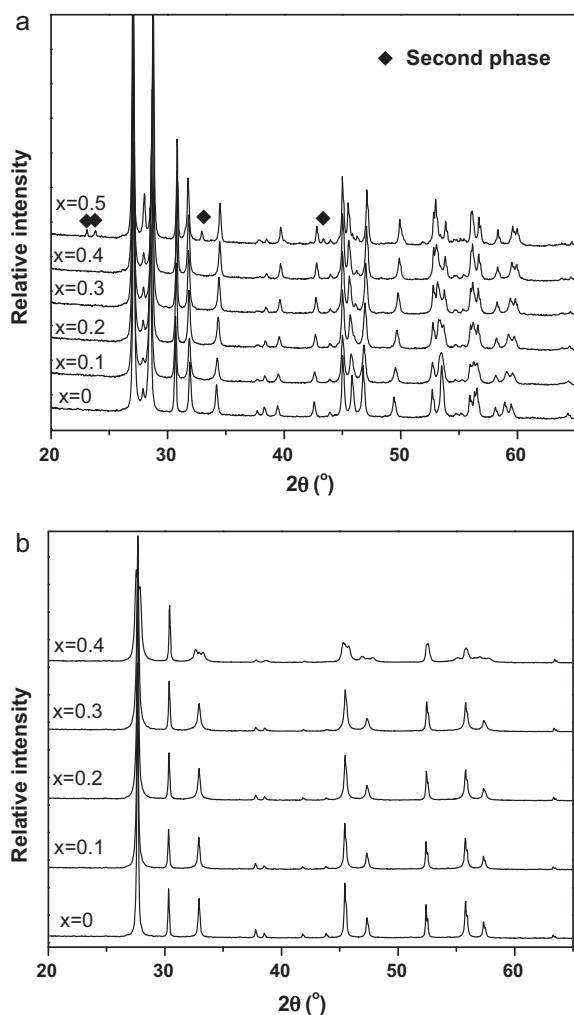 a
◆ Second phase
Relative intensity
x=0.5
x=0.4
x=0.3
x=0.2
x=0.1
x=0
20 30 40 50 60
2θ (°)
b
Relative intensity
x=0.4
x=0.3
x=0.2
x=0.1
x=0
20 30 40 50 60
2θ (°)